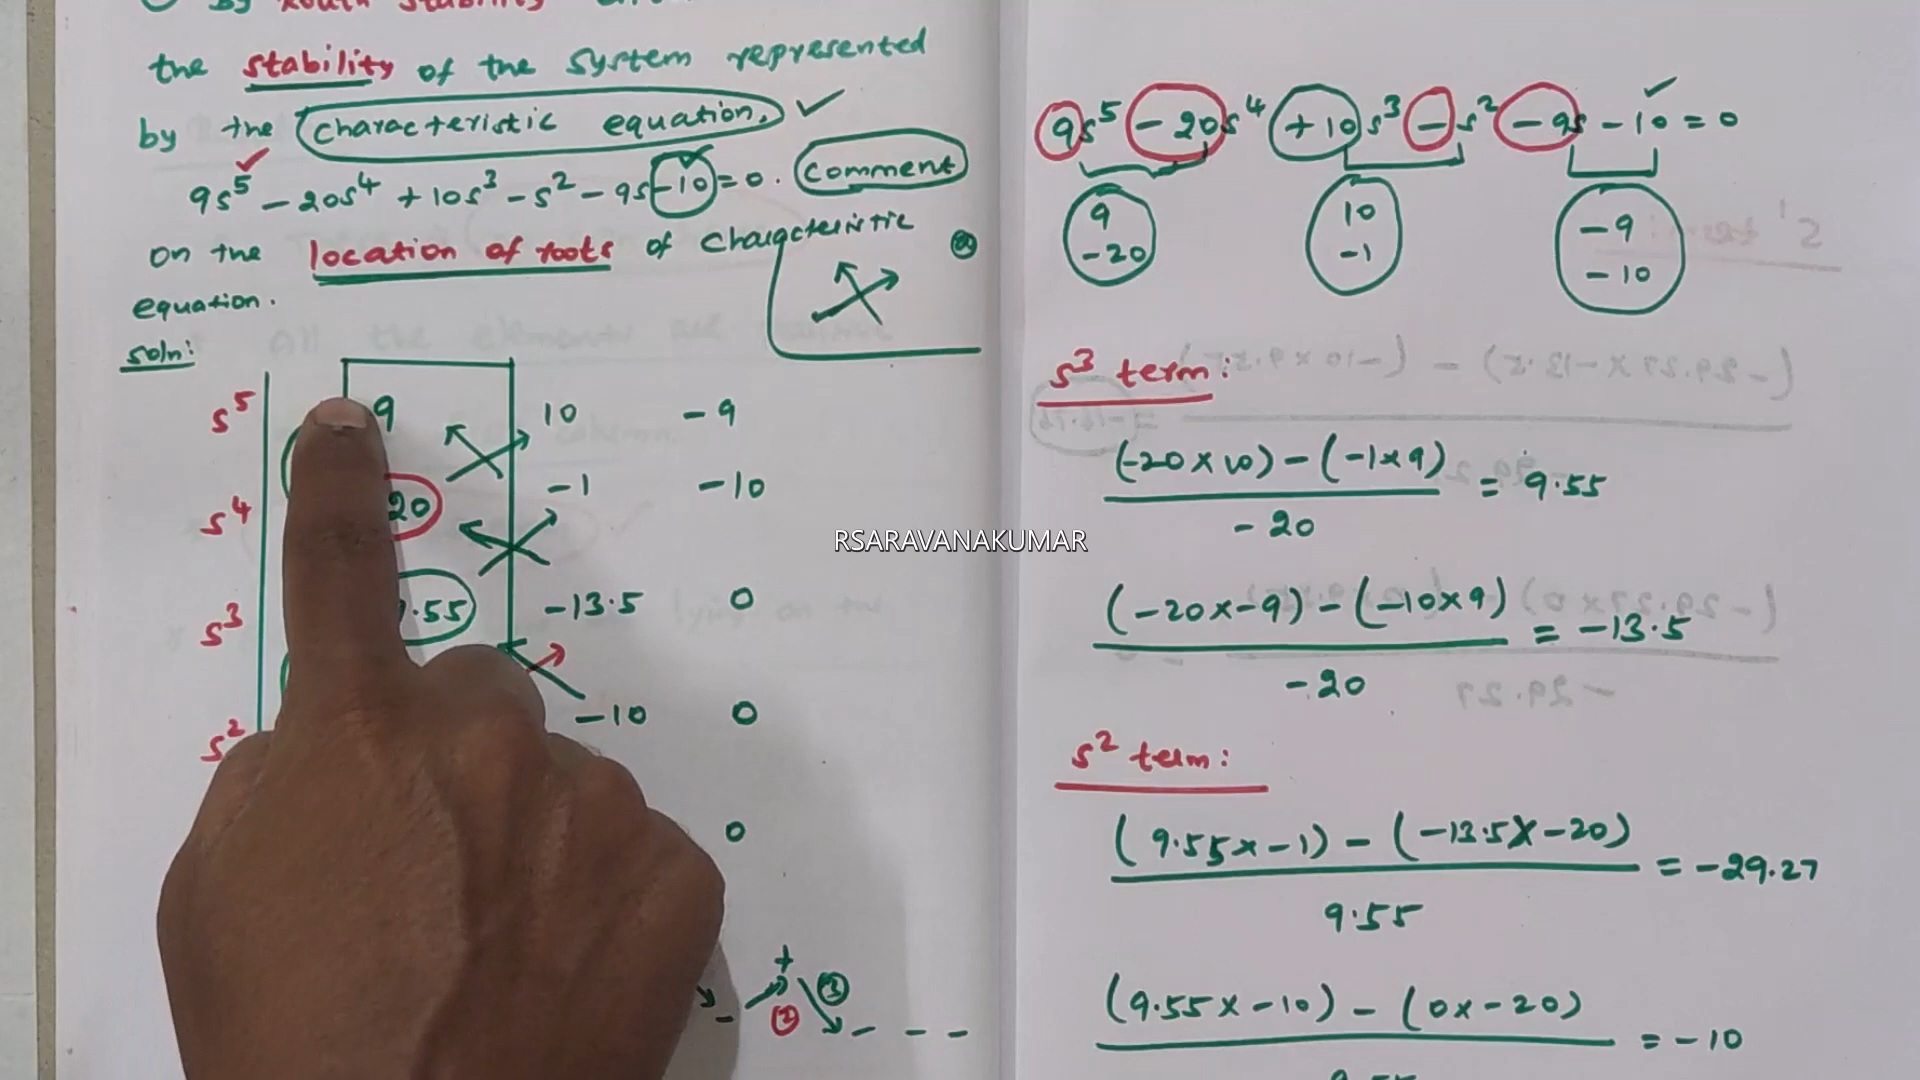 the stability of the system represented
by the characteristic equation,
9s⁵ - 20s⁴ + 10s³ - s² - 9s - 10 = 0. Comment
on the location of roots of characteristic
equation.
soln:
s⁵ 9 10 -9
s⁴ 20 -1 -10
s³ .55 -13.5 0
s² -10 0
0
+
- ② ③ - - -
9s⁵ - 20s⁴ + 10s³ - s² - 9s - 10 = 0
9 10 -9
-20 -1 -10
s³ term:
(-20 × 10) - (-1 × 9)
= 9.55
-20
(-20 × -9) - (-10 × 9)
= -13.5
-20
s² term:
(9.55 × -1) - (-13.5 × -20)
= -29.27
9.55
(9.55 × -10) - (0 × -20)
= -10
RSARAVANAKUMAR